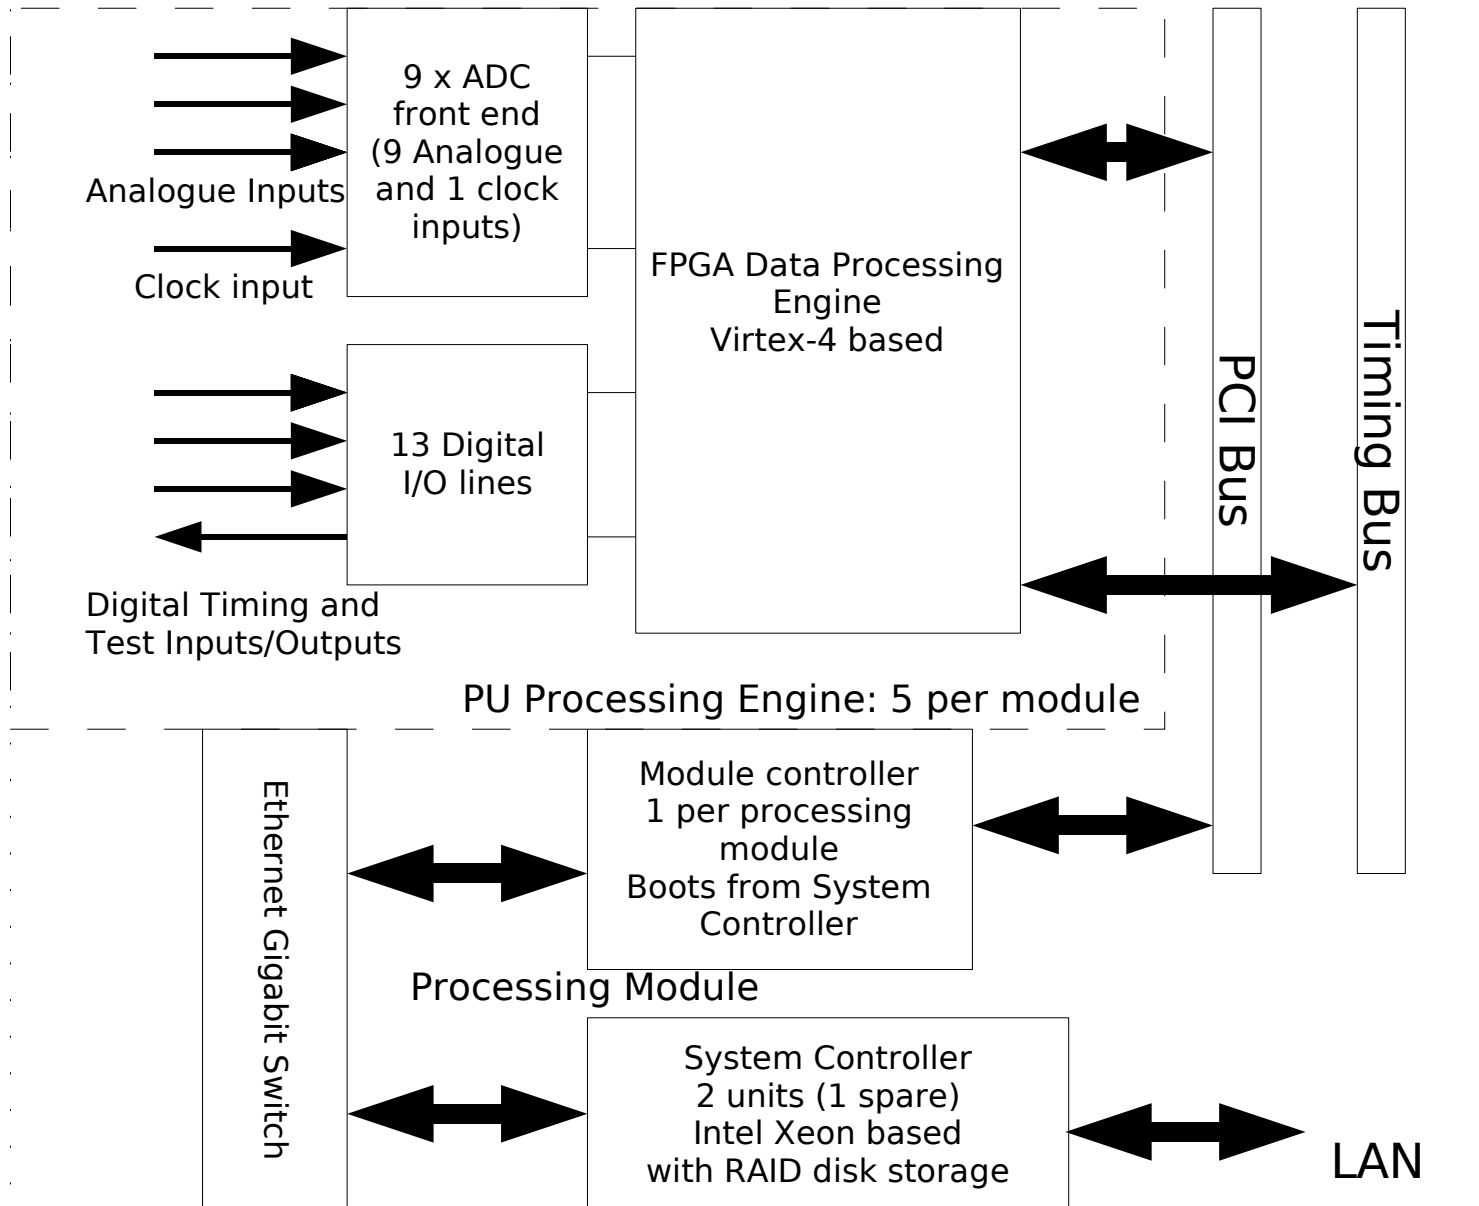 9 x ADC
front end
(9 Analogue
and 1 clock
inputs)
Analogue Inputs
Clock input
FPGA Data Processing
Engine
Virtex-4 based
13 Digital
I/O lines
Digital Timing and
Test Inputs/Outputs
PCI Bus
Timing Bus
PU Processing Engine: 5 per module
Ethernet Gigabit Switch
Module controller
1 per processing
module
Boots from System
Controller
Processing Module
System Controller
2 units (1 spare)
Intel Xeon based
with RAID disk storage
LAN